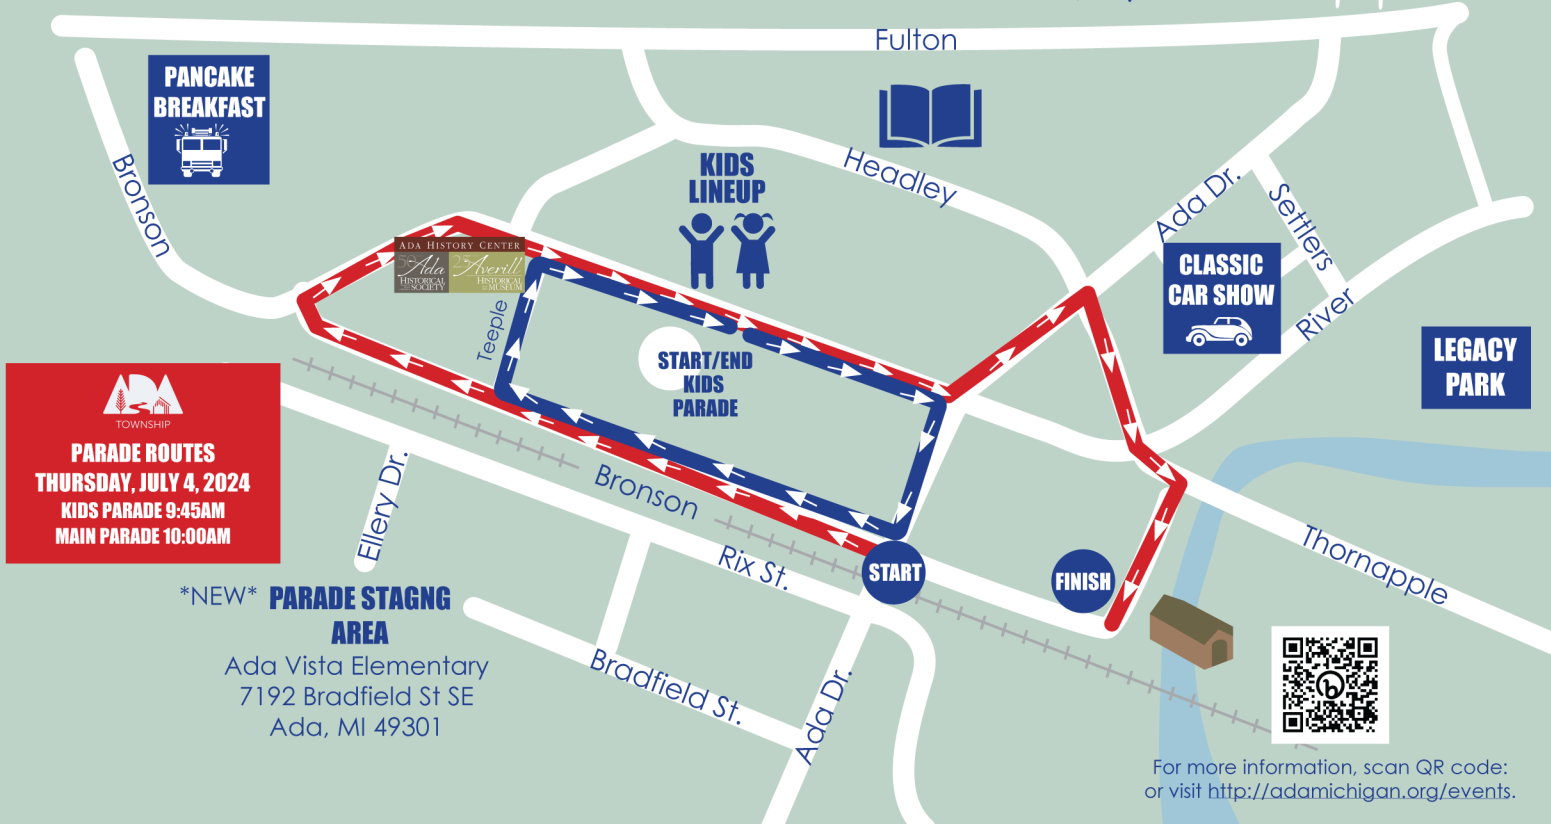 Fulton
PANCAKE
BREAKFAST
Bronson
KIDS
LINEUP
Headley
Ada Dr.
Settlers
River
CLASSIC
CAR SHOW
LEGACY
PARK
ADA HISTORY CENTER
50 Ada
HISTORICAL
SOCIETY
25 Averill
HISTORICAL
MUSEUM
Teeple
START/END
KIDS
PARADE
ADA
TOWNSHIP
PARADE ROUTES
THURSDAY, JULY 4, 2024
KIDS PARADE 9:45AM
MAIN PARADE 10:00AM
Ellery Dr.
Bronson
Rix St.
START
FINISH
Thornapple
*NEW* PARADE STAGNG
AREA
Ada Vista Elementary
7192 Bradfield St SE
Ada, MI 49301
Bradfield St.
Ada Dr.
b
For more information, scan QR code:
or visit http://adamichigan.org/events.